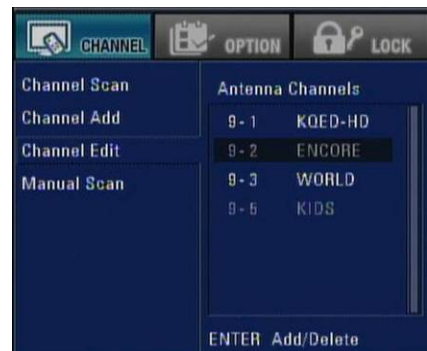 CHANNEL OPTION LOCK
Channel Scan
Channel Add
Channel Edit
Manual Scan
Antenna Channels
9-1 KQED-HD
9-2 ENCORE
9-3 WORLD
9-5 KIDS
ENTER Add/Delete